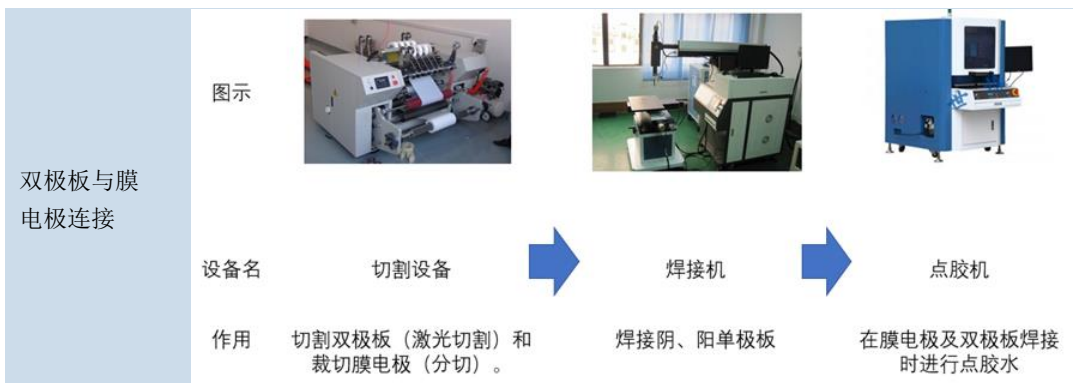 图示
双极板与膜
电极连接
设备名
切割设备
焊接机
点胶机
作用
切割双极板（激光切割）和
裁切膜电极（分切）。
焊接阴、阳单极板
在膜电极及双极板焊接
时进行点胶水